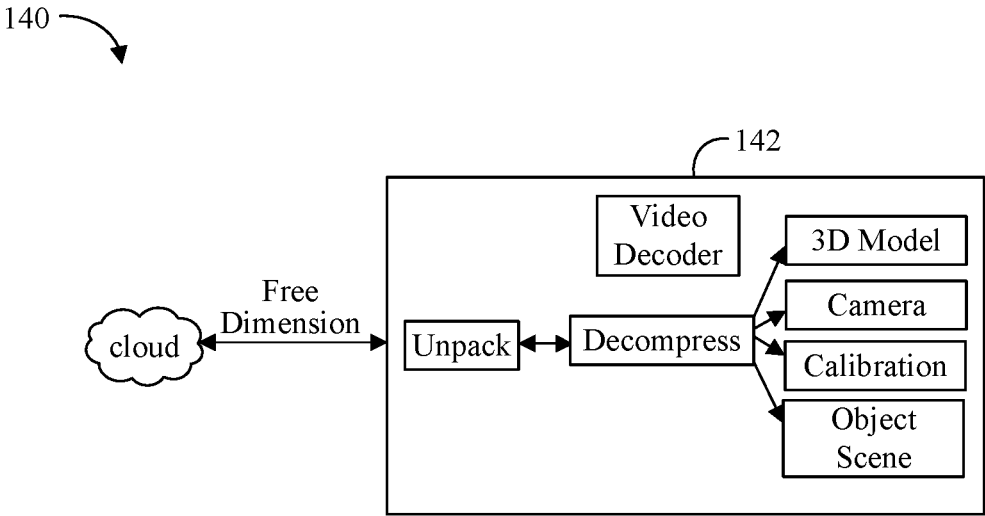 140
142
Video
Decoder
3D Model
Free
Dimension
Camera
cloud
Unpack
Decompress
Calibration
Object
Scene